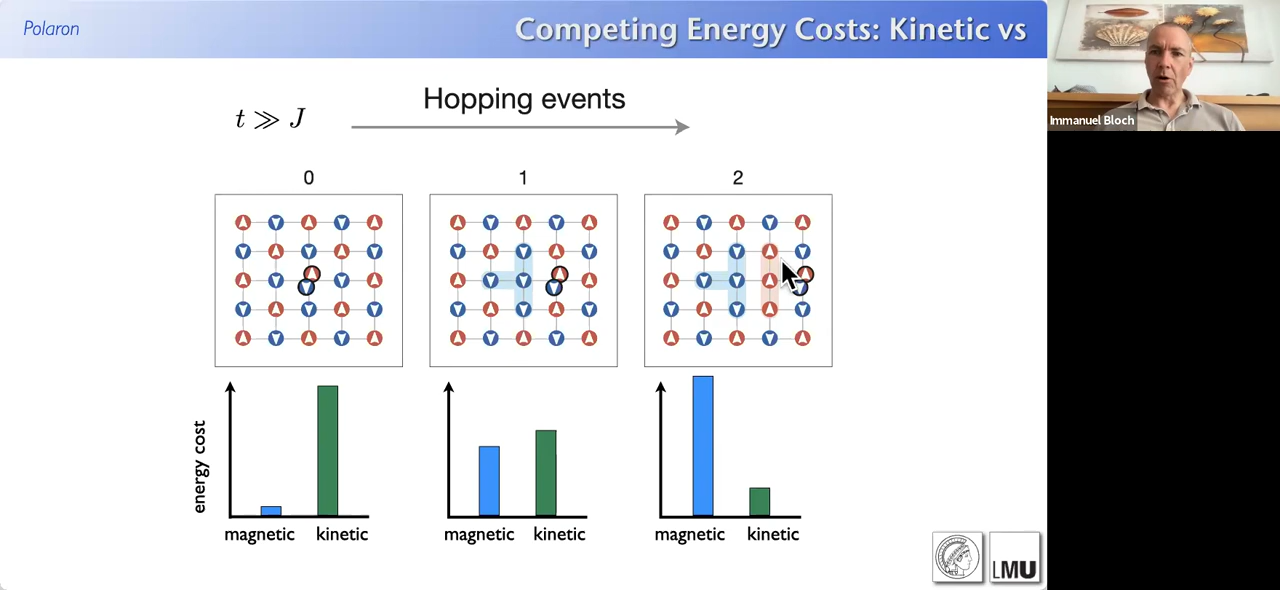 Polaron
Competing Energy Costs: Kinetic vs
Immanuel Bloch
t ≫ J
Hopping events
0
1
2
energy cost
magnetic kinetic
magnetic kinetic
magnetic kinetic
LMU